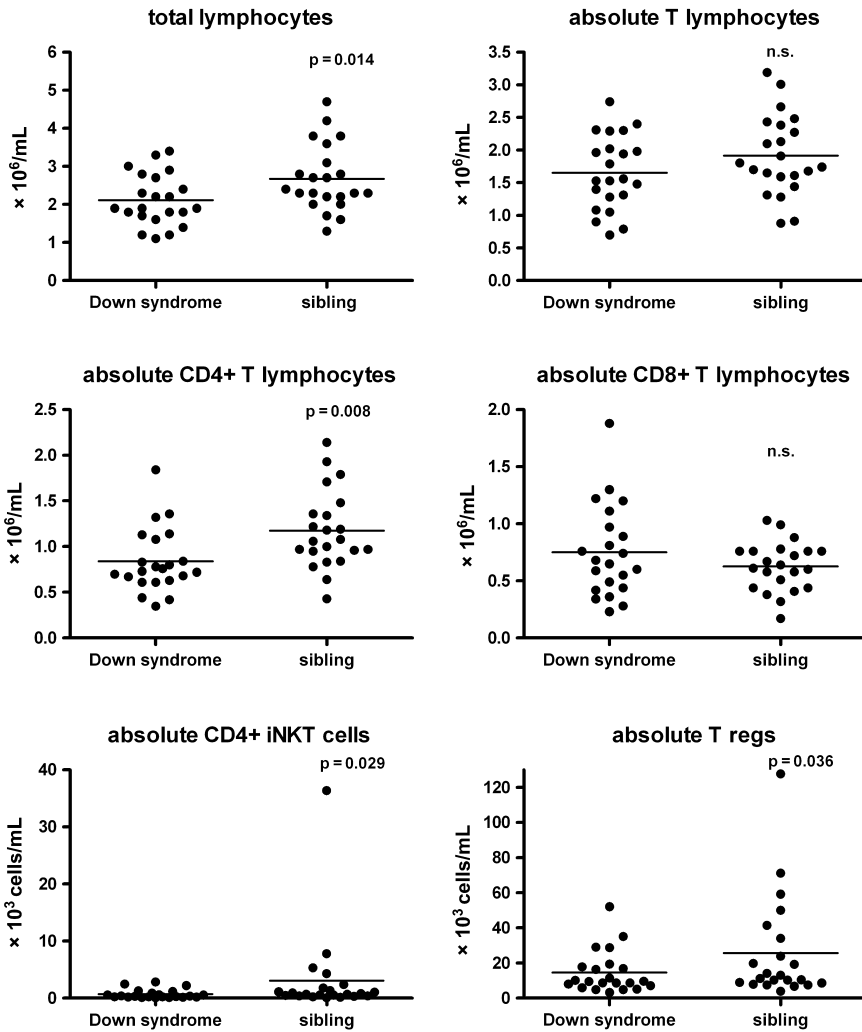 total lymphocytes
× 10⁶/mL
6
5
4
3
2
1
0
p = 0.014
Down syndrome
sibling
absolute T lymphocytes
× 10⁶/mL
3.5
3.0
2.5
2.0
1.5
1.0
0.5
0.0
n.s.
Down syndrome
sibling
absolute CD4+ T lymphocytes
× 10⁶/mL
2.5
2.0
1.5
1.0
0.5
0.0
p = 0.008
Down syndrome
sibling
absolute CD8+ T lymphocytes
× 10⁶/mL
2.0
1.5
1.0
0.5
0.0
n.s.
Down syndrome
sibling
absolute CD4+ iNKT cells
× 10³ cells/mL
40
30
20
10
0
p = 0.029
Down syndrome
sibling
absolute T regs
× 10³ cells/mL
120
100
80
60
40
20
0
p = 0.036
Down syndrome
sibling